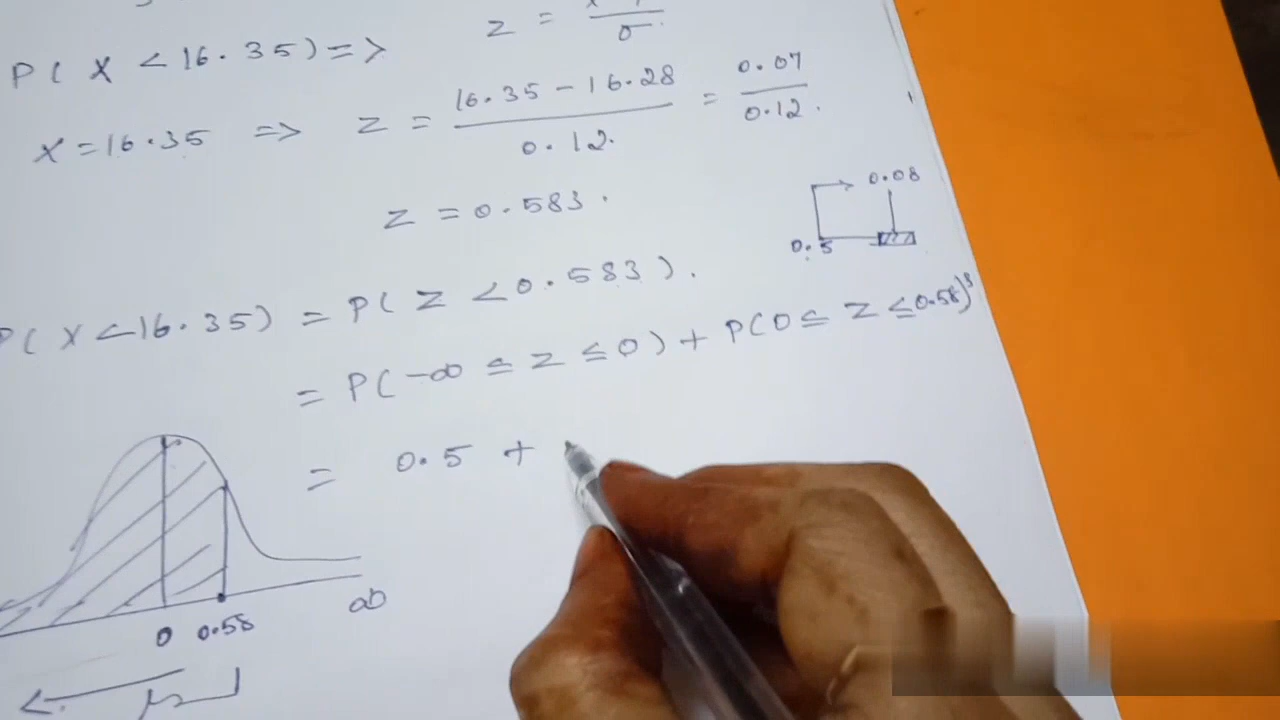 z =
σ
P( X < 16.35) =>
X = 16.35 => z = 16.35 - 16.28 / 0.12 = 0.07 / 0.12.
z = 0.583.
0.08
0.5
P( X < 16.35) = P( z < 0.583).
= P( -∞ ≤ z ≤ 0) + P(0 ≤ z ≤ 0.58)
= 0.5 +
0 0.58
∞